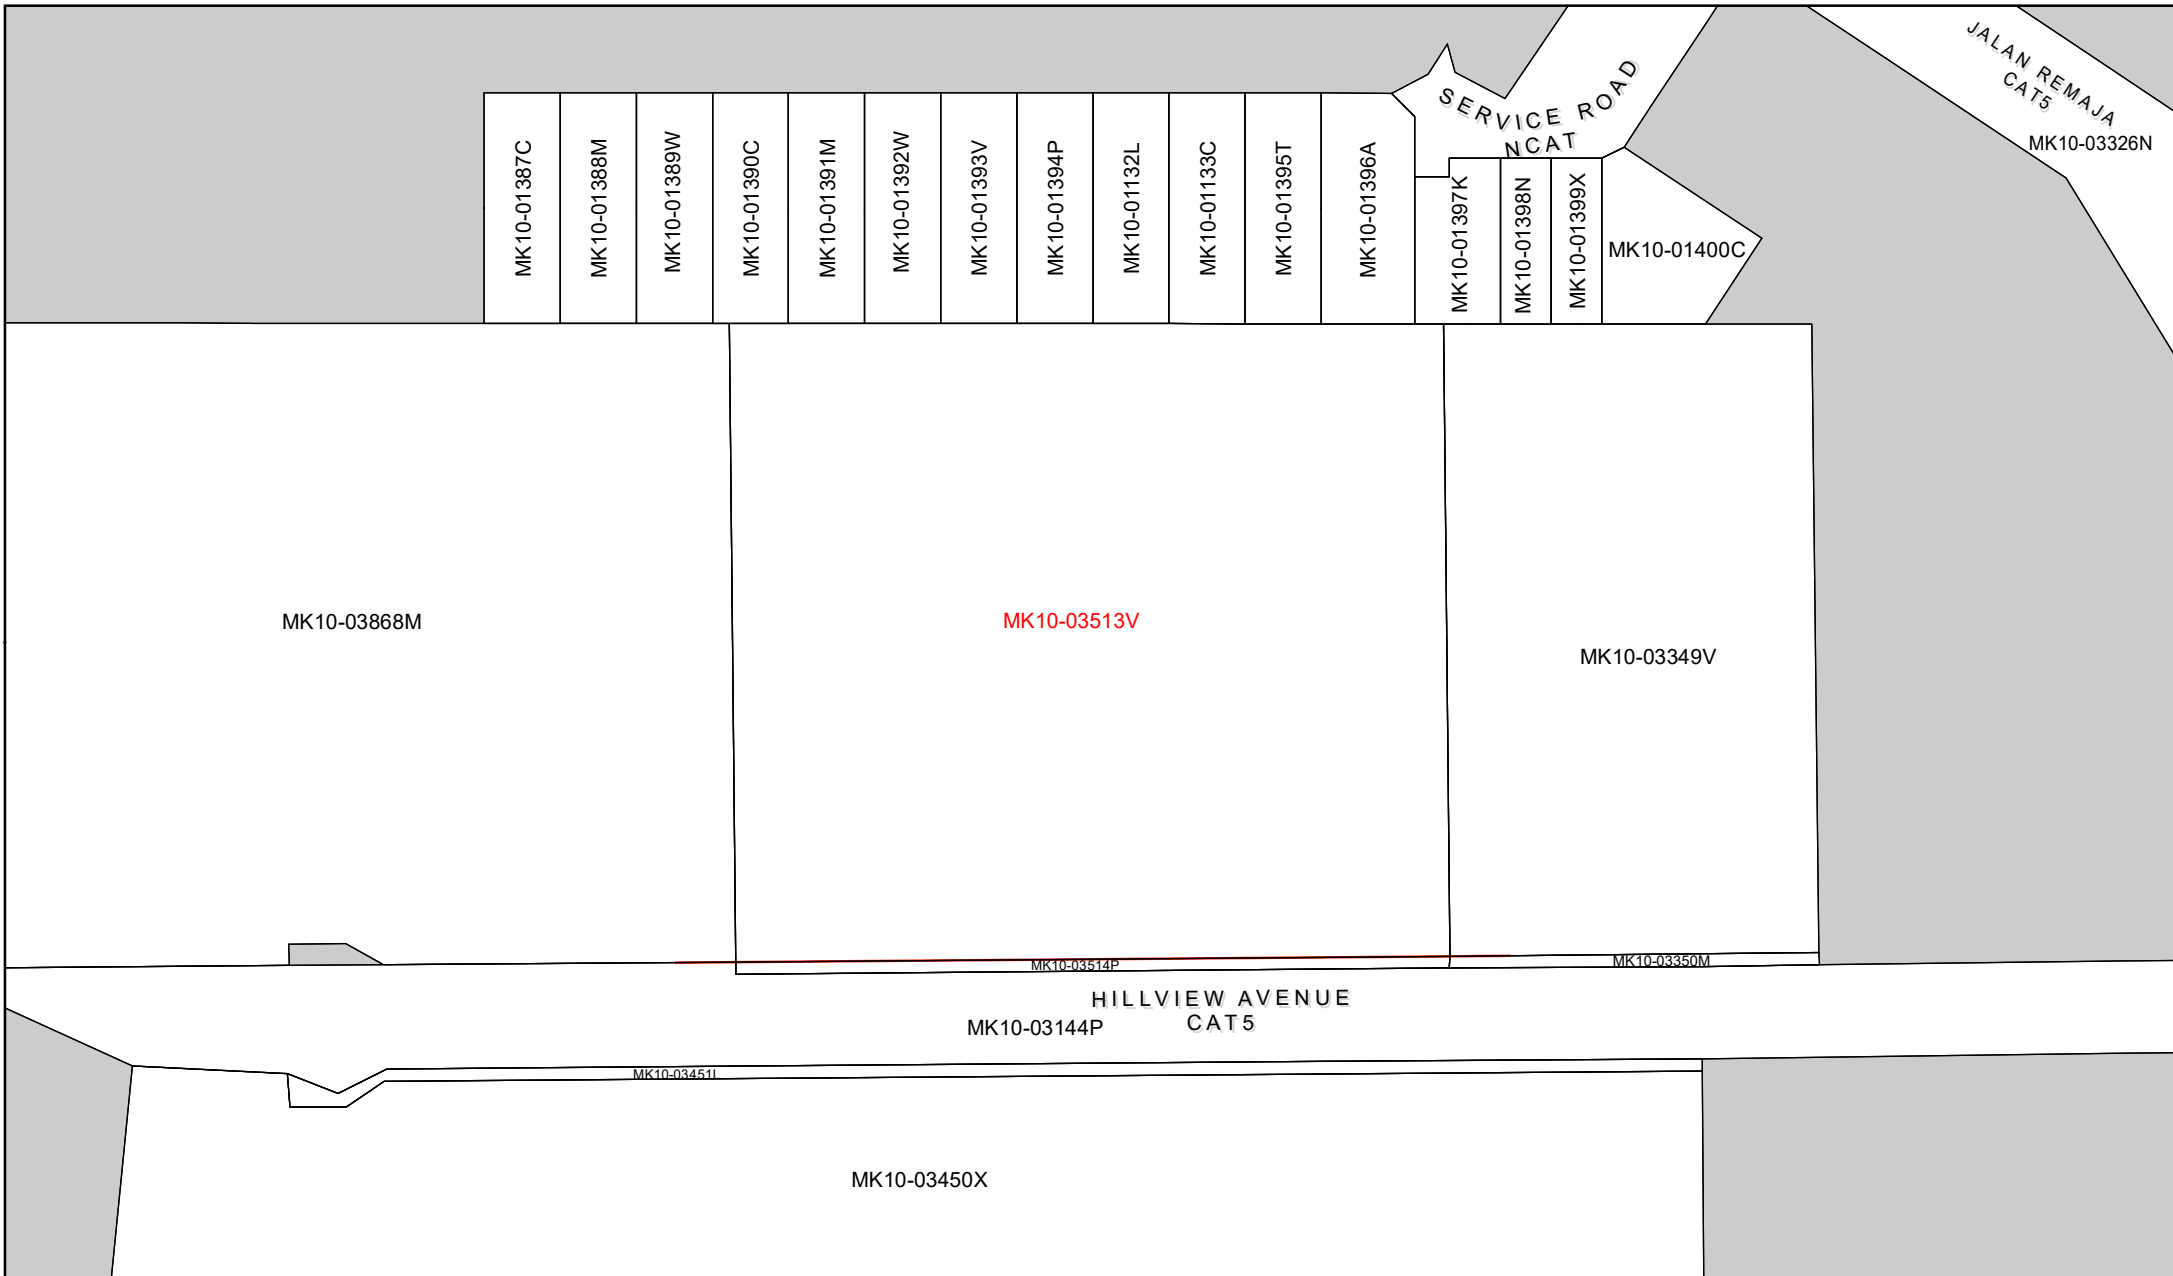 JALAN REMAJA
CAT5
MK10-03326N
SERVICE ROAD
NCAT
MK10-01387C
MK10-01388M
MK10-01389W
MK10-01390C
MK10-01391M
MK10-01392W
MK10-01393V
MK10-01394P
MK10-01132L
MK10-01133C
MK10-01395T
MK10-01396A
MK10-01397K
MK10-01398N
MK10-01399X
MK10-01400C
MK10-03868M
MK10-03513V
MK10-03349V
MK10-03514P
MK10-03350M
HILLVIEW AVENUE
CAT5
MK10-03144P
MK10-03451L
MK10-03450X